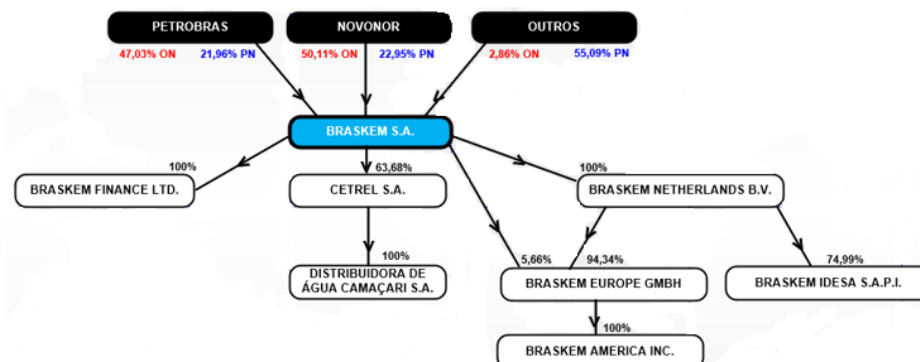 PETROBRAS
NOVONOR
OUTROS
47,03% ON 21,96% PN
50,11% ON 22,95% PN
2,86% ON 55,09% PN
BRASKEM S.A.
100%
63,68%
100%
BRASKEM FINANCE LTD.
CETREL S.A.
BRASKEM NETHERLANDS B.V.
100%
5,66%
94,34%
74,99%
DISTRIBUIDORA DE
ÁGUA CAMAÇARI S.A.
BRASKEM EUROPE GMBH
BRASKEM IDESA S.A.P.I.
100%
BRASKEM AMERICA INC.